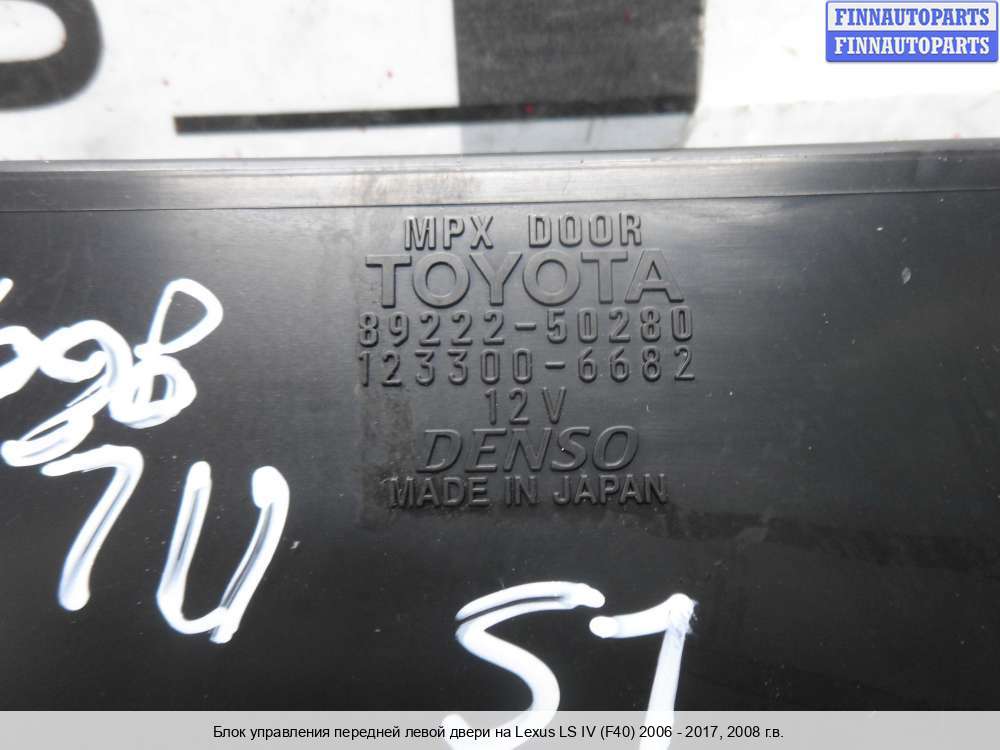 FINNAUTOPARTS
FINNAUTOPARTS
MPX DOOR
TOYOTA
89222-50280
123300-6682
12V
DENSO
MADE IN JAPAN
Блок управления передней левой двери на Lexus LS IV (F40) 2006 - 2017, 2008 г.в.